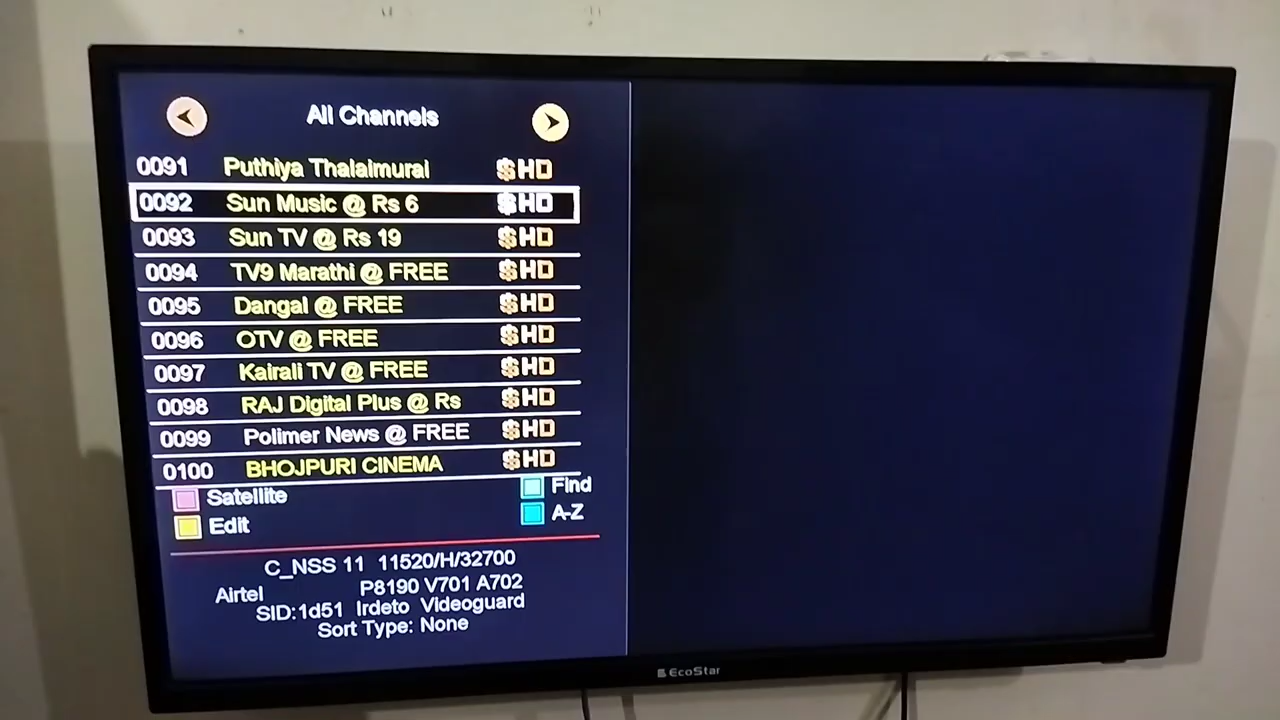 All Channels
0091 Puthiya Thalaimurai $HD
0092 Sun Music @ Rs 6 $HD
0093 Sun TV @ Rs 19 $HD
0094 TV9 Marathi @ FREE $HD
0095 Dangal @ FREE $HD
0096 OTV @ FREE $HD
0097 Kairali TV @ FREE $HD
0098 RAJ Digital Plus @ Rs $HD
0099 Polimer News @ FREE $HD
0100 BHOJPURI CINEMA $HD
Satellite Find
Edit A-Z
C_NSS 11 11520/H/32700
Airtel P8190 V701 A702
SID:1d51 Irdeto Videoguard
Sort Type: None
EcoStar